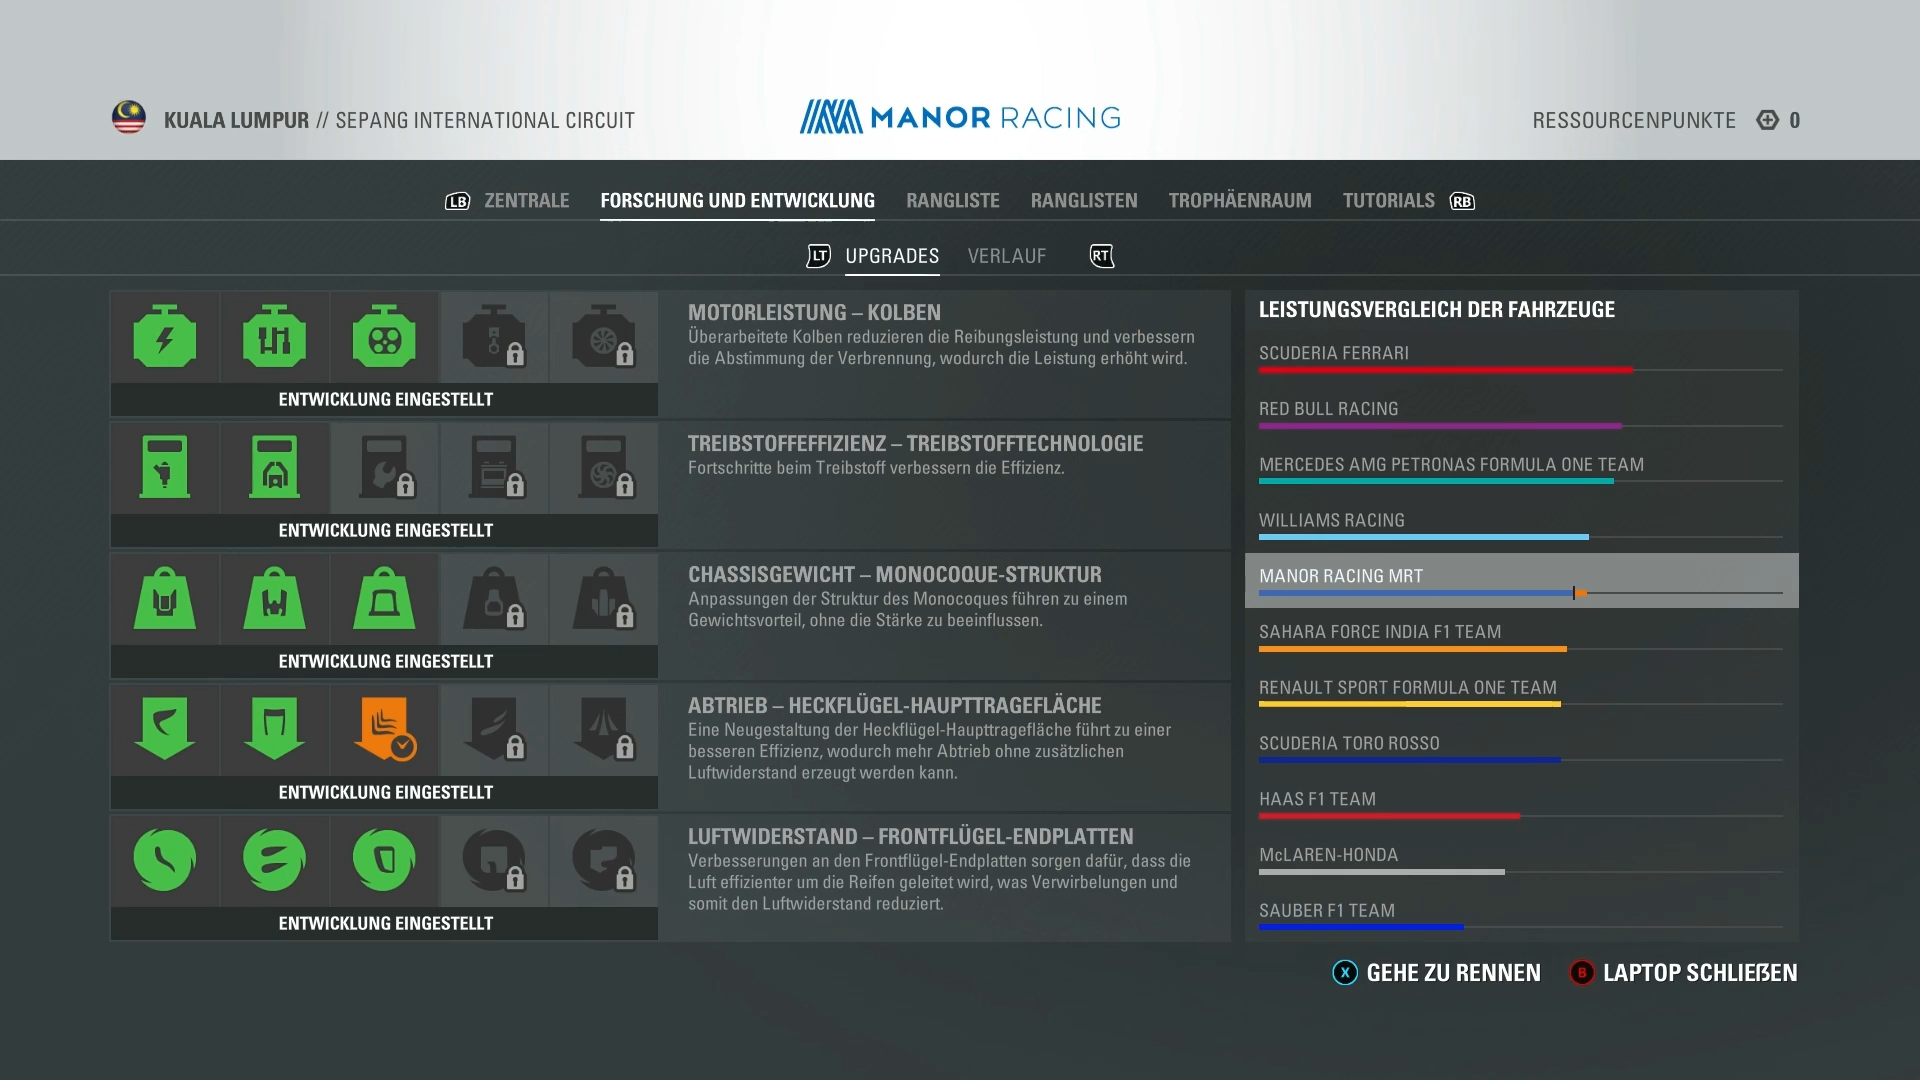 KUALA LUMPUR // SEPANG INTERNATIONAL CIRCUIT
MANOR RACING
RESSOURCENPUNKTE 0
LB ZENTRALE FORSCHUNG UND ENTWICKLUNG RANGLISTE RANGLISTEN TROPHÄENRAUM TUTORIALS RB
LT UPGRADES VERLAUF RT
ENTWICKLUNG EINGESTELLT
MOTORLEISTUNG – KOLBEN
Überarbeitete Kolben reduzieren die Reibungsleistung und verbessern
die Abstimmung der Verbrennung, wodurch die Leistung erhöht wird.
ENTWICKLUNG EINGESTELLT
TREIBSTOFFEFFIZIENZ – TREIBSTOFFTECHNOLOGIE
Fortschritte beim Treibstoff verbessern die Effizienz.
ENTWICKLUNG EINGESTELLT
CHASSISGEWICHT – MONOCOQUE-STRUKTUR
Anpassungen der Struktur des Monocoques führen zu einem
Gewichtsvorteil, ohne die Stärke zu beeinflussen.
ENTWICKLUNG EINGESTELLT
ABTRIEB – HECKFLÜGEL-HAUPTTRAGEFLÄCHE
Eine Neugestaltung der Heckflügel-Haupttragefläche führt zu einer
besseren Effizienz, wodurch mehr Abtrieb ohne zusätzlichen
Luftwiderstand erzeugt werden kann.
ENTWICKLUNG EINGESTELLT
LUFTWIDERSTAND – FRONTFLÜGEL-ENDPLATTEN
Verbesserungen an den Frontflügel-Endplatten sorgen dafür, dass die
Luft effizienter um die Reifen geleitet wird, was Verwirbelungen und
somit den Luftwiderstand reduziert.
LEISTUNGSVERGLEICH DER FAHRZEUGE
SCUDERIA FERRARI
RED BULL RACING
MERCEDES AMG PETRONAS FORMULA ONE TEAM
WILLIAMS RACING
MANOR RACING MRT
SAHARA FORCE INDIA F1 TEAM
RENAULT SPORT FORMULA ONE TEAM
SCUDERIA TORO ROSSO
HAAS F1 TEAM
McLAREN-HONDA
SAUBER F1 TEAM
X GEHE ZU RENNEN B LAPTOP SCHLIEßEN